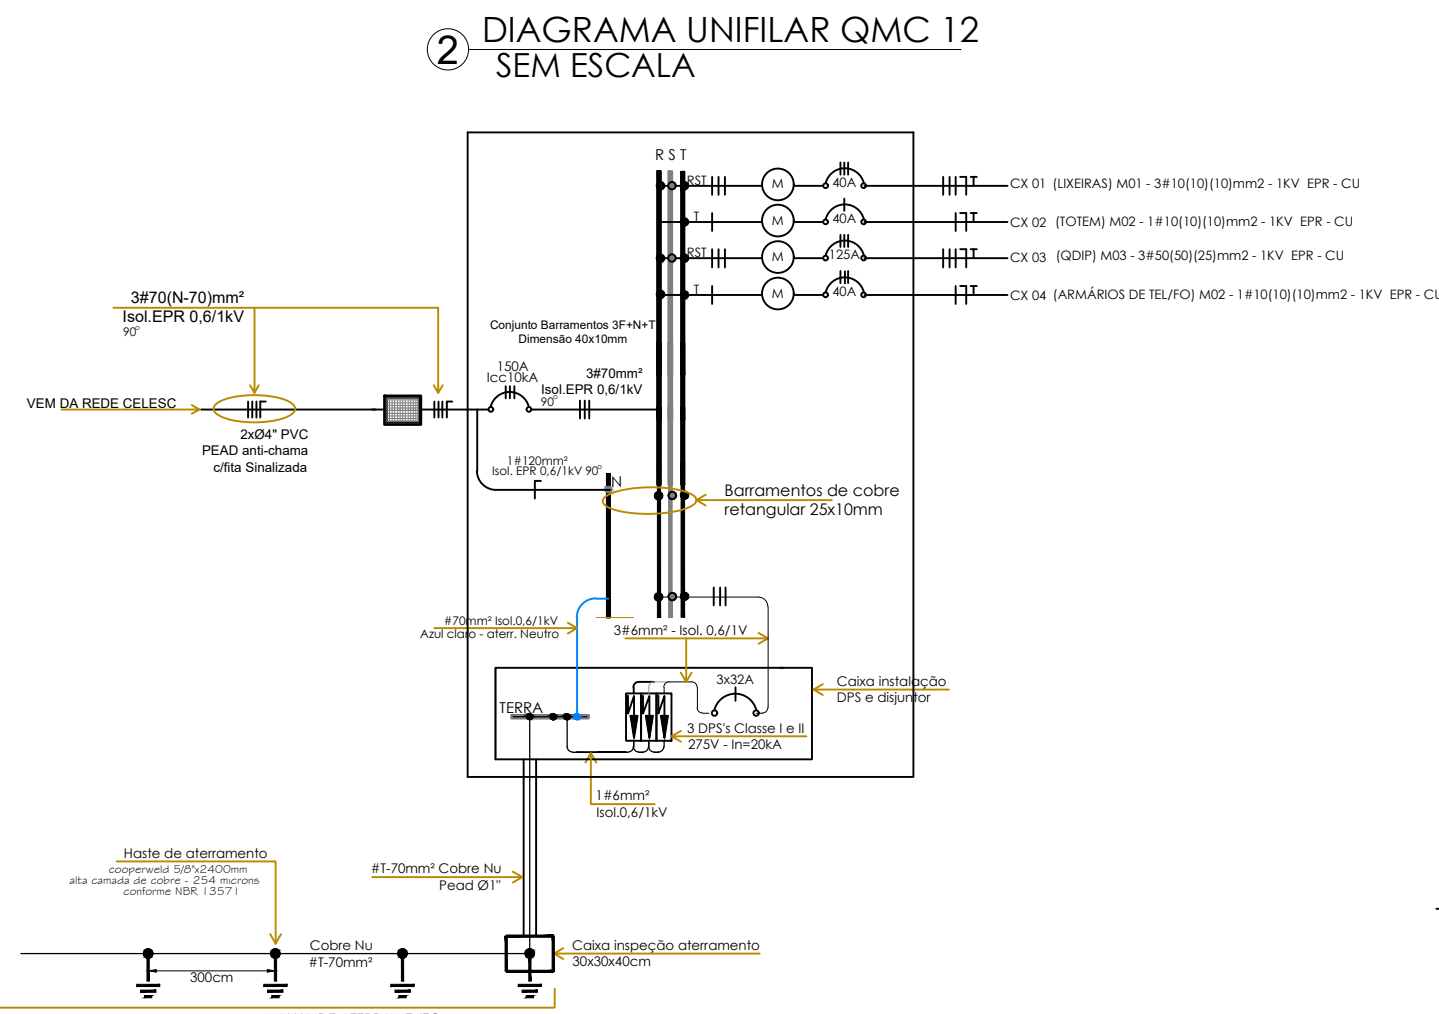 2
DIAGRAMA UNIFILAR QMC 12
SEM ESCALA
R S T
RST
M
40A
CX 01 (LIXEIRAS) M01 - 3#10(10)(10)mm2 - 1KV EPR - CU
T
M
40A
CX 02 (TOTEM) M02 - 1#10(10)(10)mm2 - 1KV EPR - CU
RST
M
125A
CX 03 (QDIP) M03 - 3#50(50)(25)mm2 - 1KV EPR - CU
T
M
40A
CX 04 (ARMÁRIOS DE TEL/FO) M02 - 1#10(10)(10)mm2 - 1KV EPR - CU
3#70(N-70)mm²
Isol.EPR 0,6/1kV
90°
Conjunto Barramentos 3F+N+T
Dimensão 40x10mm
150A
Icc10kA
3#70mm²
Isol.EPR 0,6/1kV
90°
VEM DA REDE CELESC
2xØ4" PVC
PEAD anti-chama
c/fita Sinalizada
1#120mm²
Isol. EPR 0,6/1kV 90°
N
Barramentos de cobre
retangular 25x10mm
#70mm² Isol.0,6/1kV
Azul claro - aterr. Neutro
3#6mm² - Isol. 0,6/1V
3x32A
Caixa instalação
DPS e disjuntor
TERRA
3 DPS's Classe I e II
275V - In=20kA
1#6mm²
Isol.0,6/1kV
Haste de aterramento
cooperweld 5/8"x2400mm
alta camada de cobre - 254 microns
conforme NBR 13571
#T-70mm² Cobre Nu
Pead Ø1"
Cobre Nu
#T-70mm²
300cm
Caixa inspeção aterramento
30x30x40cm